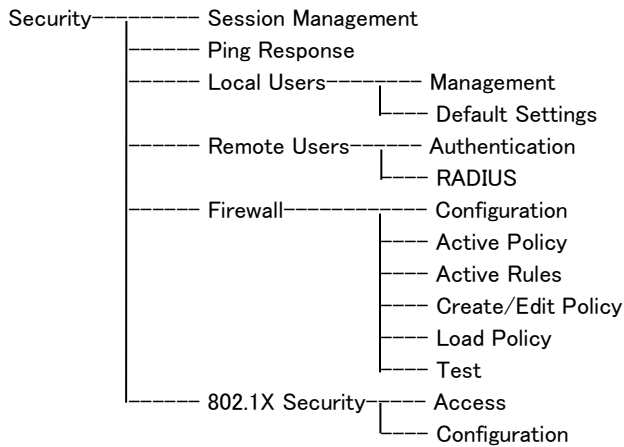 Security Session Management
Ping Response
Local Users Management
Default Settings
Remote Users Authentication
RADIUS
Firewall Configuration
Active Policy
Active Rules
Create/Edit Policy
Load Policy
Test
802.1X Security Access
Configuration